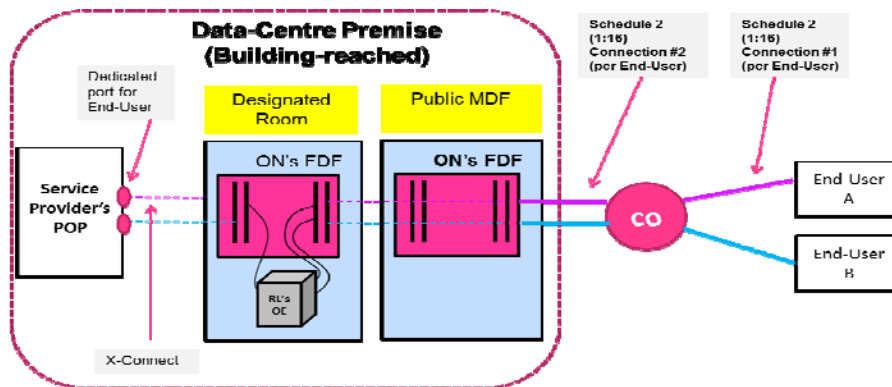 Data-Centre Premise
(Building-reached)
Schedule 2
(1:16)
Connection #2
(per End-User)
Schedule 2
(1:16)
Connection #1
(per End-User)
Dedicated
port for
End-User
Designated
Room
Public MDF
ON's FDF
ON's FDF
Service
Provider's
POP
CO
End-User
A
End-User
B
RL's
OE
X-Connect